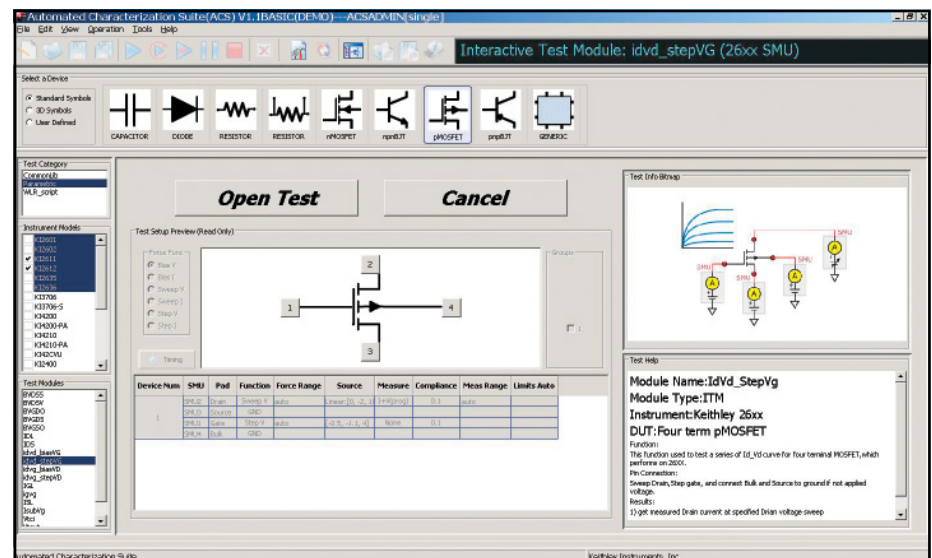 Automated Characterization Suite(ACS) V1.1BASIC(DEMO)---ACSADMIN[single]
File Edit View Operation Tools Help
Interactive Test Module: idvd_stepVG (26xx SMU)
Select a Device
Standard Symbols
3D Symbols
User Defined
CAPACITOR DIODE RESISTOR RESISTOR nMOSFET npnBJT pMOSFET pnpBJT GENERIC
Test Category
CommonLib
Parametric
WLR_script
Instrument Models
KI2601
KI2602
KI2611
KI2612
KI2635
KI2636
KI3706
KI3706-S
KI4200
KI4200-PA
KI4210
KI4210-PA
KI42CVU
KI2400
Test Modules
BVDSS
BVDSV
BVGDO
BVGDS
BVGSO
IDL
IDS
idvd_biasVG
idvd_stepVG
idvg_biasVD
idvg_stepVD
IGL
igvg
ISL
IsubVg
Vtci
Open Test
Cancel
Test Setup Preview(Read Only)
Force Func
Bias V
Bias I
Sweep V
Sweep I
Step V
Step I
Timing
1
2
3
4
Groups
1
Device Num SMU Pad Function Force Range Source Measure Compliance Meas Range Limits Auto
1
SMU2 Drain Sweep V auto Linear:[0, -2, 1 I+V(prog) 0.1 auto
SMU3 Source GND
SMU1 Gate Step V auto [-0.5, -1.1, 4] None 0.1
SMU4 Bulk GND
Test Info Bitmap
SMU
SMU
SMU
SMU
A
A
A
A
Test Help
Module Name:IdVd_StepVg
Module Type:ITM
Instrument:Keithley 26xx
DUT:Four term pMOSFET
Function:
This function used to test a series of Id_Vd curve for four terminal MOSFET, which
performs on 26XX.
Pin Connection:
Sweep Drain,Step gate, and connect Bulk and Source to ground if not applied
voltage.
Results:
1) get measured Drain current at specified Drian voltage sweep
Automated Characterization Suite
Keithley Instruments, Inc.